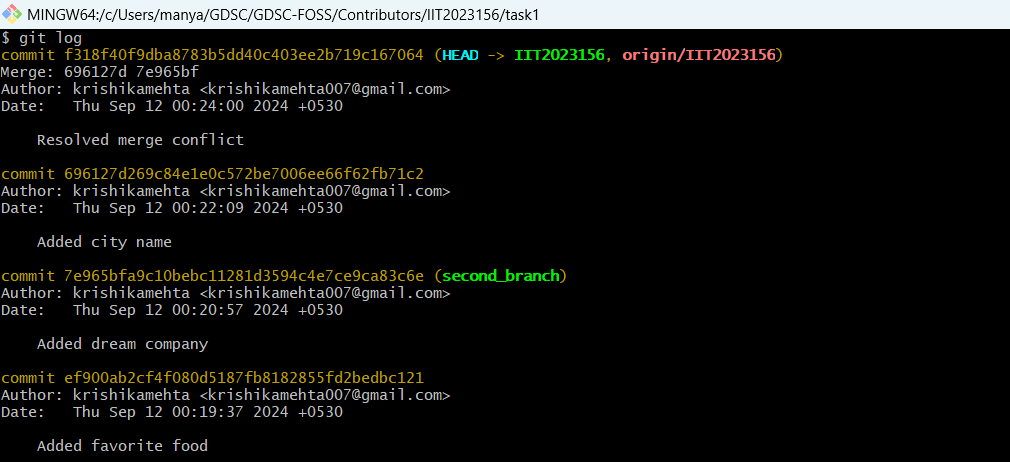 MINGW64:/c/Users/manya/GDSC/GDSC-FOSS/Contributors/IIT2023156/task1
$ git log
commit f318f40f9dba8783b5dd40c403ee2b719c167064 (HEAD -> IIT2023156, origin/IIT2023156)
Merge: 696127d 7e965bf
Author: krishikamehta <krishikamehta007@gmail.com>
Date:   Thu Sep 12 00:24:00 2024 +0530
Resolved merge conflict
commit 696127d269c84e1e0c572be7006ee66f62fb71c2
Author: krishikamehta <krishikamehta007@gmail.com>
Date:   Thu Sep 12 00:22:09 2024 +0530
Added city name
commit 7e965bfa9c10bebc11281d3594c4e7ce9ca83c6e (second_branch)
Author: krishikamehta <krishikamehta007@gmail.com>
Date:   Thu Sep 12 00:20:57 2024 +0530
Added dream company
commit ef900ab2cf4f080d5187fb8182855fd2bedbc121
Author: krishikamehta <krishikamehta007@gmail.com>
Date:   Thu Sep 12 00:19:37 2024 +0530
Added favorite food